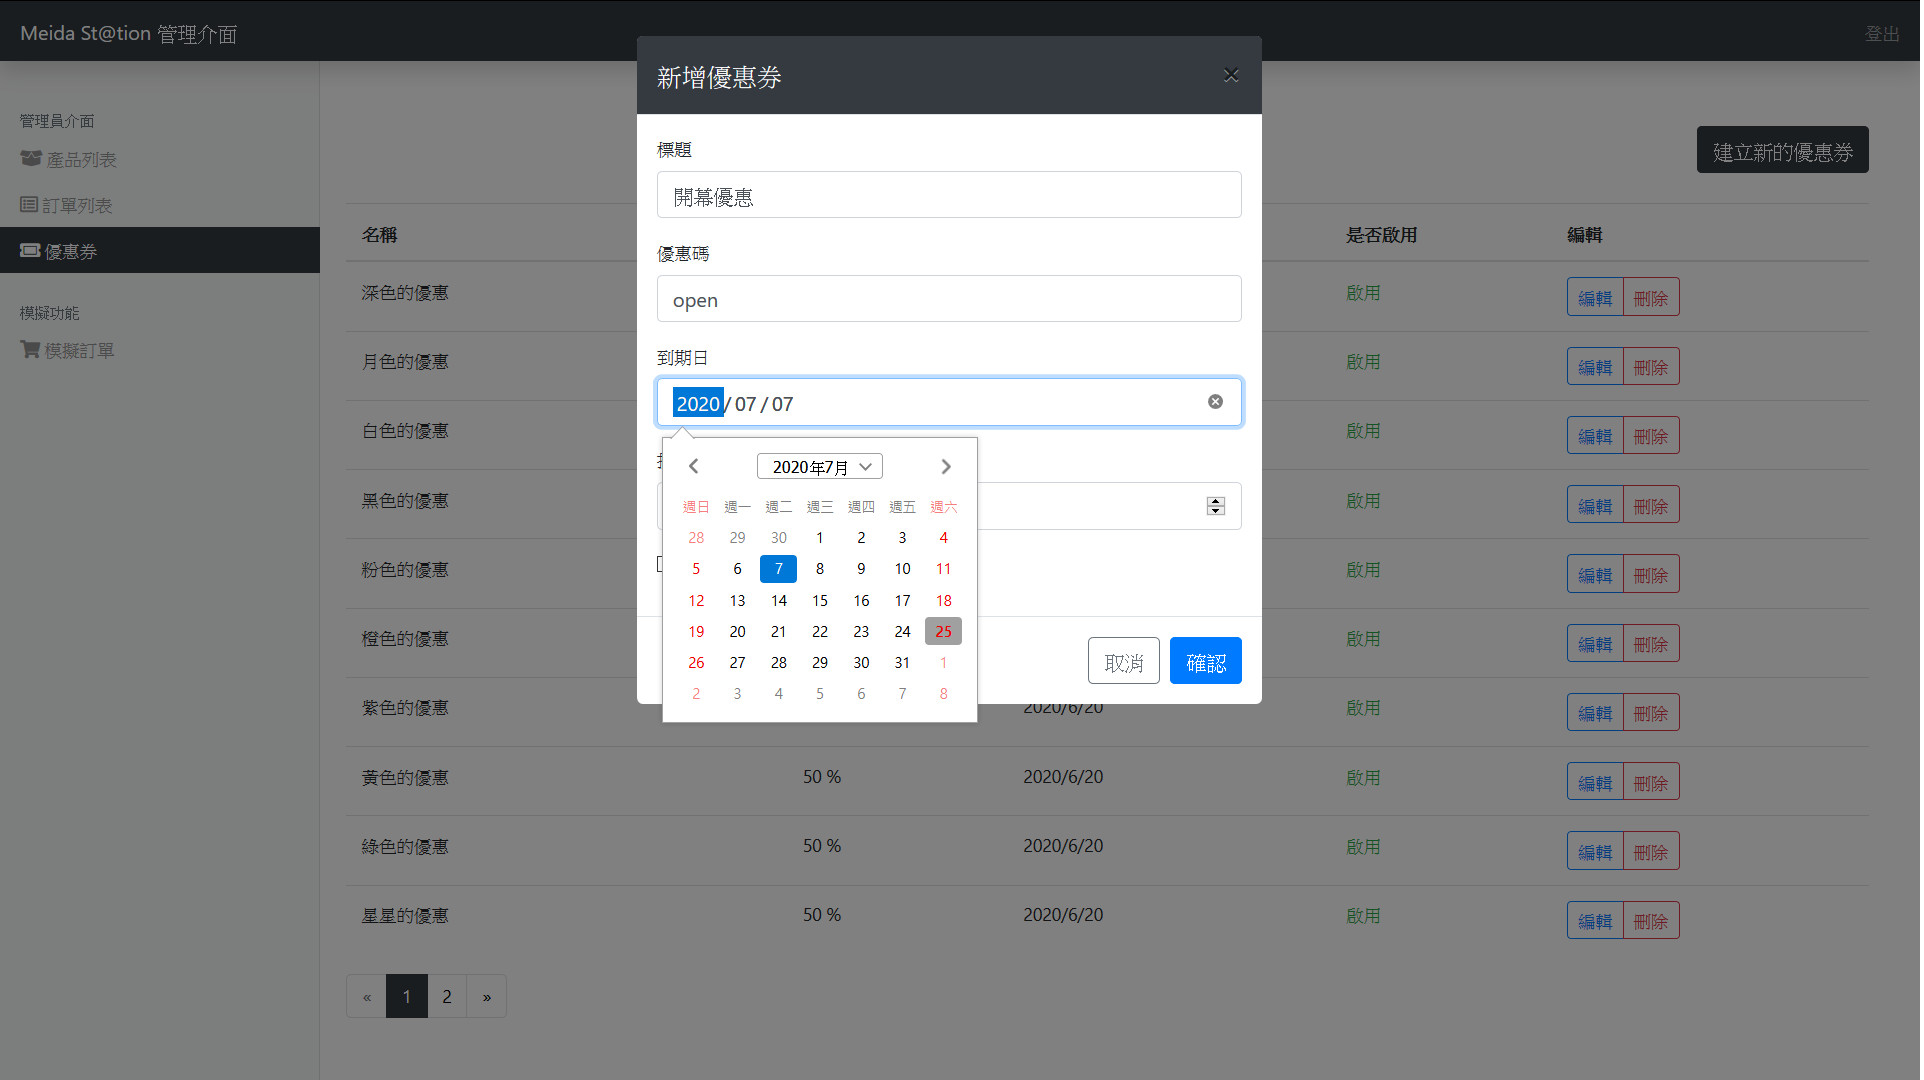 Meida St@tion 管理介面
登出
管理員介面
產品列表
訂單列表
優惠券
模擬功能
模擬訂單
建立新的優惠券
新增優惠券
×
標題
開幕優惠
優惠碼
open
到期日
2020 / 07 / 07
2020年7月
週日 週一 週二 週三 週四 週五 週六
28 29 30 1 2 3 4
5 6 7 8 9 10 11
12 13 14 15 16 17 18
19 20 21 22 23 24 25
26 27 28 29 30 31 1
2 3 4 5 6 7 8
取消 確認
名稱 是否啟用 編輯
深色的優惠 啟用 編輯 刪除
月色的優惠 啟用 編輯 刪除
白色的優惠 啟用 編輯 刪除
黑色的優惠 啟用 編輯 刪除
粉色的優惠 啟用 編輯 刪除
橙色的優惠 啟用 編輯 刪除
紫色的優惠 2020/6/20 啟用 編輯 刪除
黃色的優惠 50 % 2020/6/20 啟用 編輯 刪除
綠色的優惠 50 % 2020/6/20 啟用 編輯 刪除
星星的優惠 50 % 2020/6/20 啟用 編輯 刪除
« 1 2 »